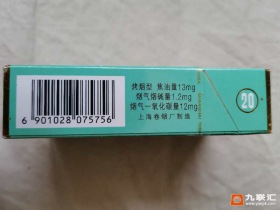 烤烟型 焦油量13mg
烟气烟碱量1.2mg
烟气一氧化碳量12mg
上海卷烟厂制造
6 901028 075756
20
九联汇